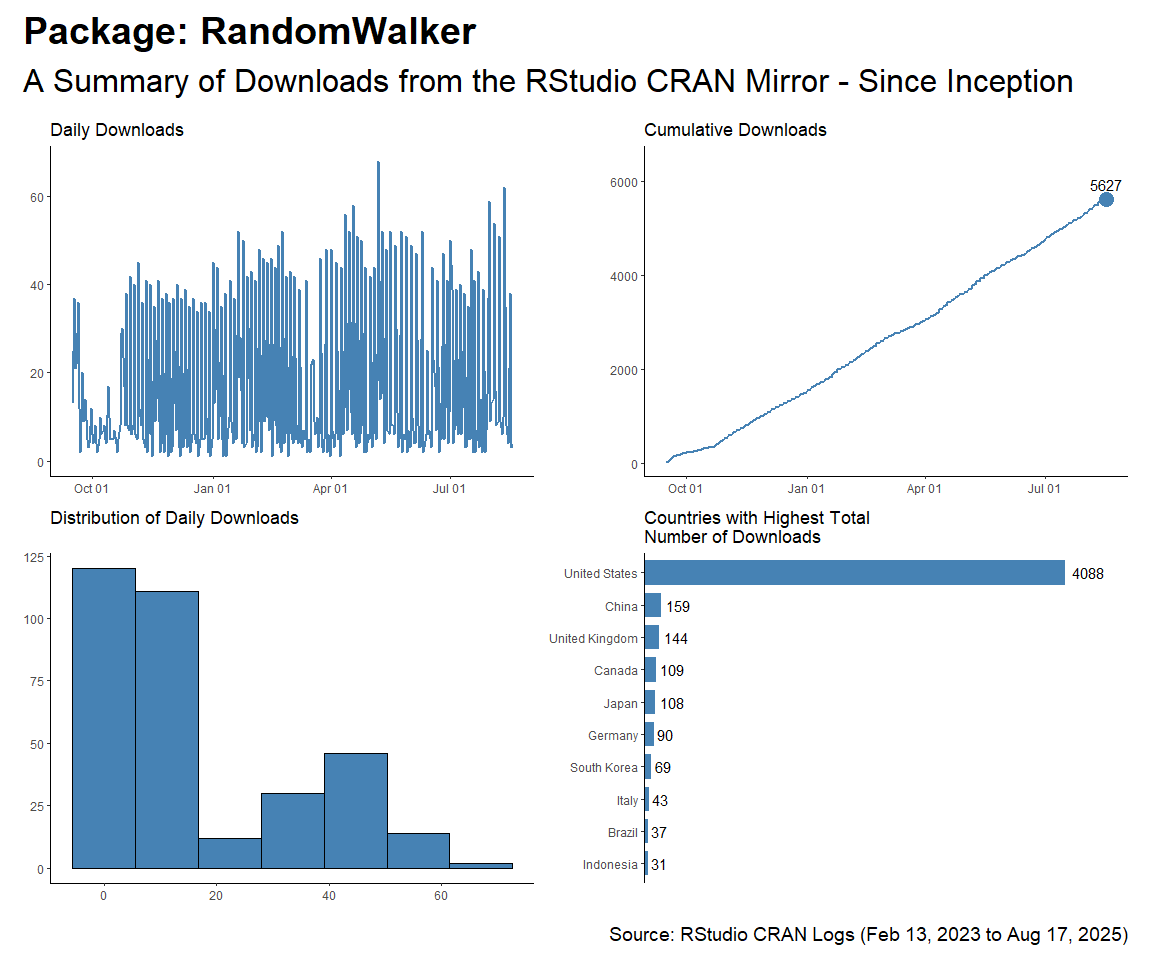 Package: RandomWalker
A Summary of Downloads from the RStudio CRAN Mirror - Since Inception
Daily Downloads
60
40
20
0
Oct 01
Jan 01
Apr 01
Jul 01
Cumulative Downloads
6000
4000
2000
0
5627
Oct 01
Jan 01
Apr 01
Jul 01
Distribution of Daily Downloads
125
100
75
50
25
0
0
20
40
60
Countries with Highest Total
Number of Downloads
United States 4088
China 159
United Kingdom 144
Canada 109
Japan 108
Germany 90
South Korea 69
Italy 43
Brazil 37
Indonesia 31
Source: RStudio CRAN Logs (Feb 13, 2023 to Aug 17, 2025)